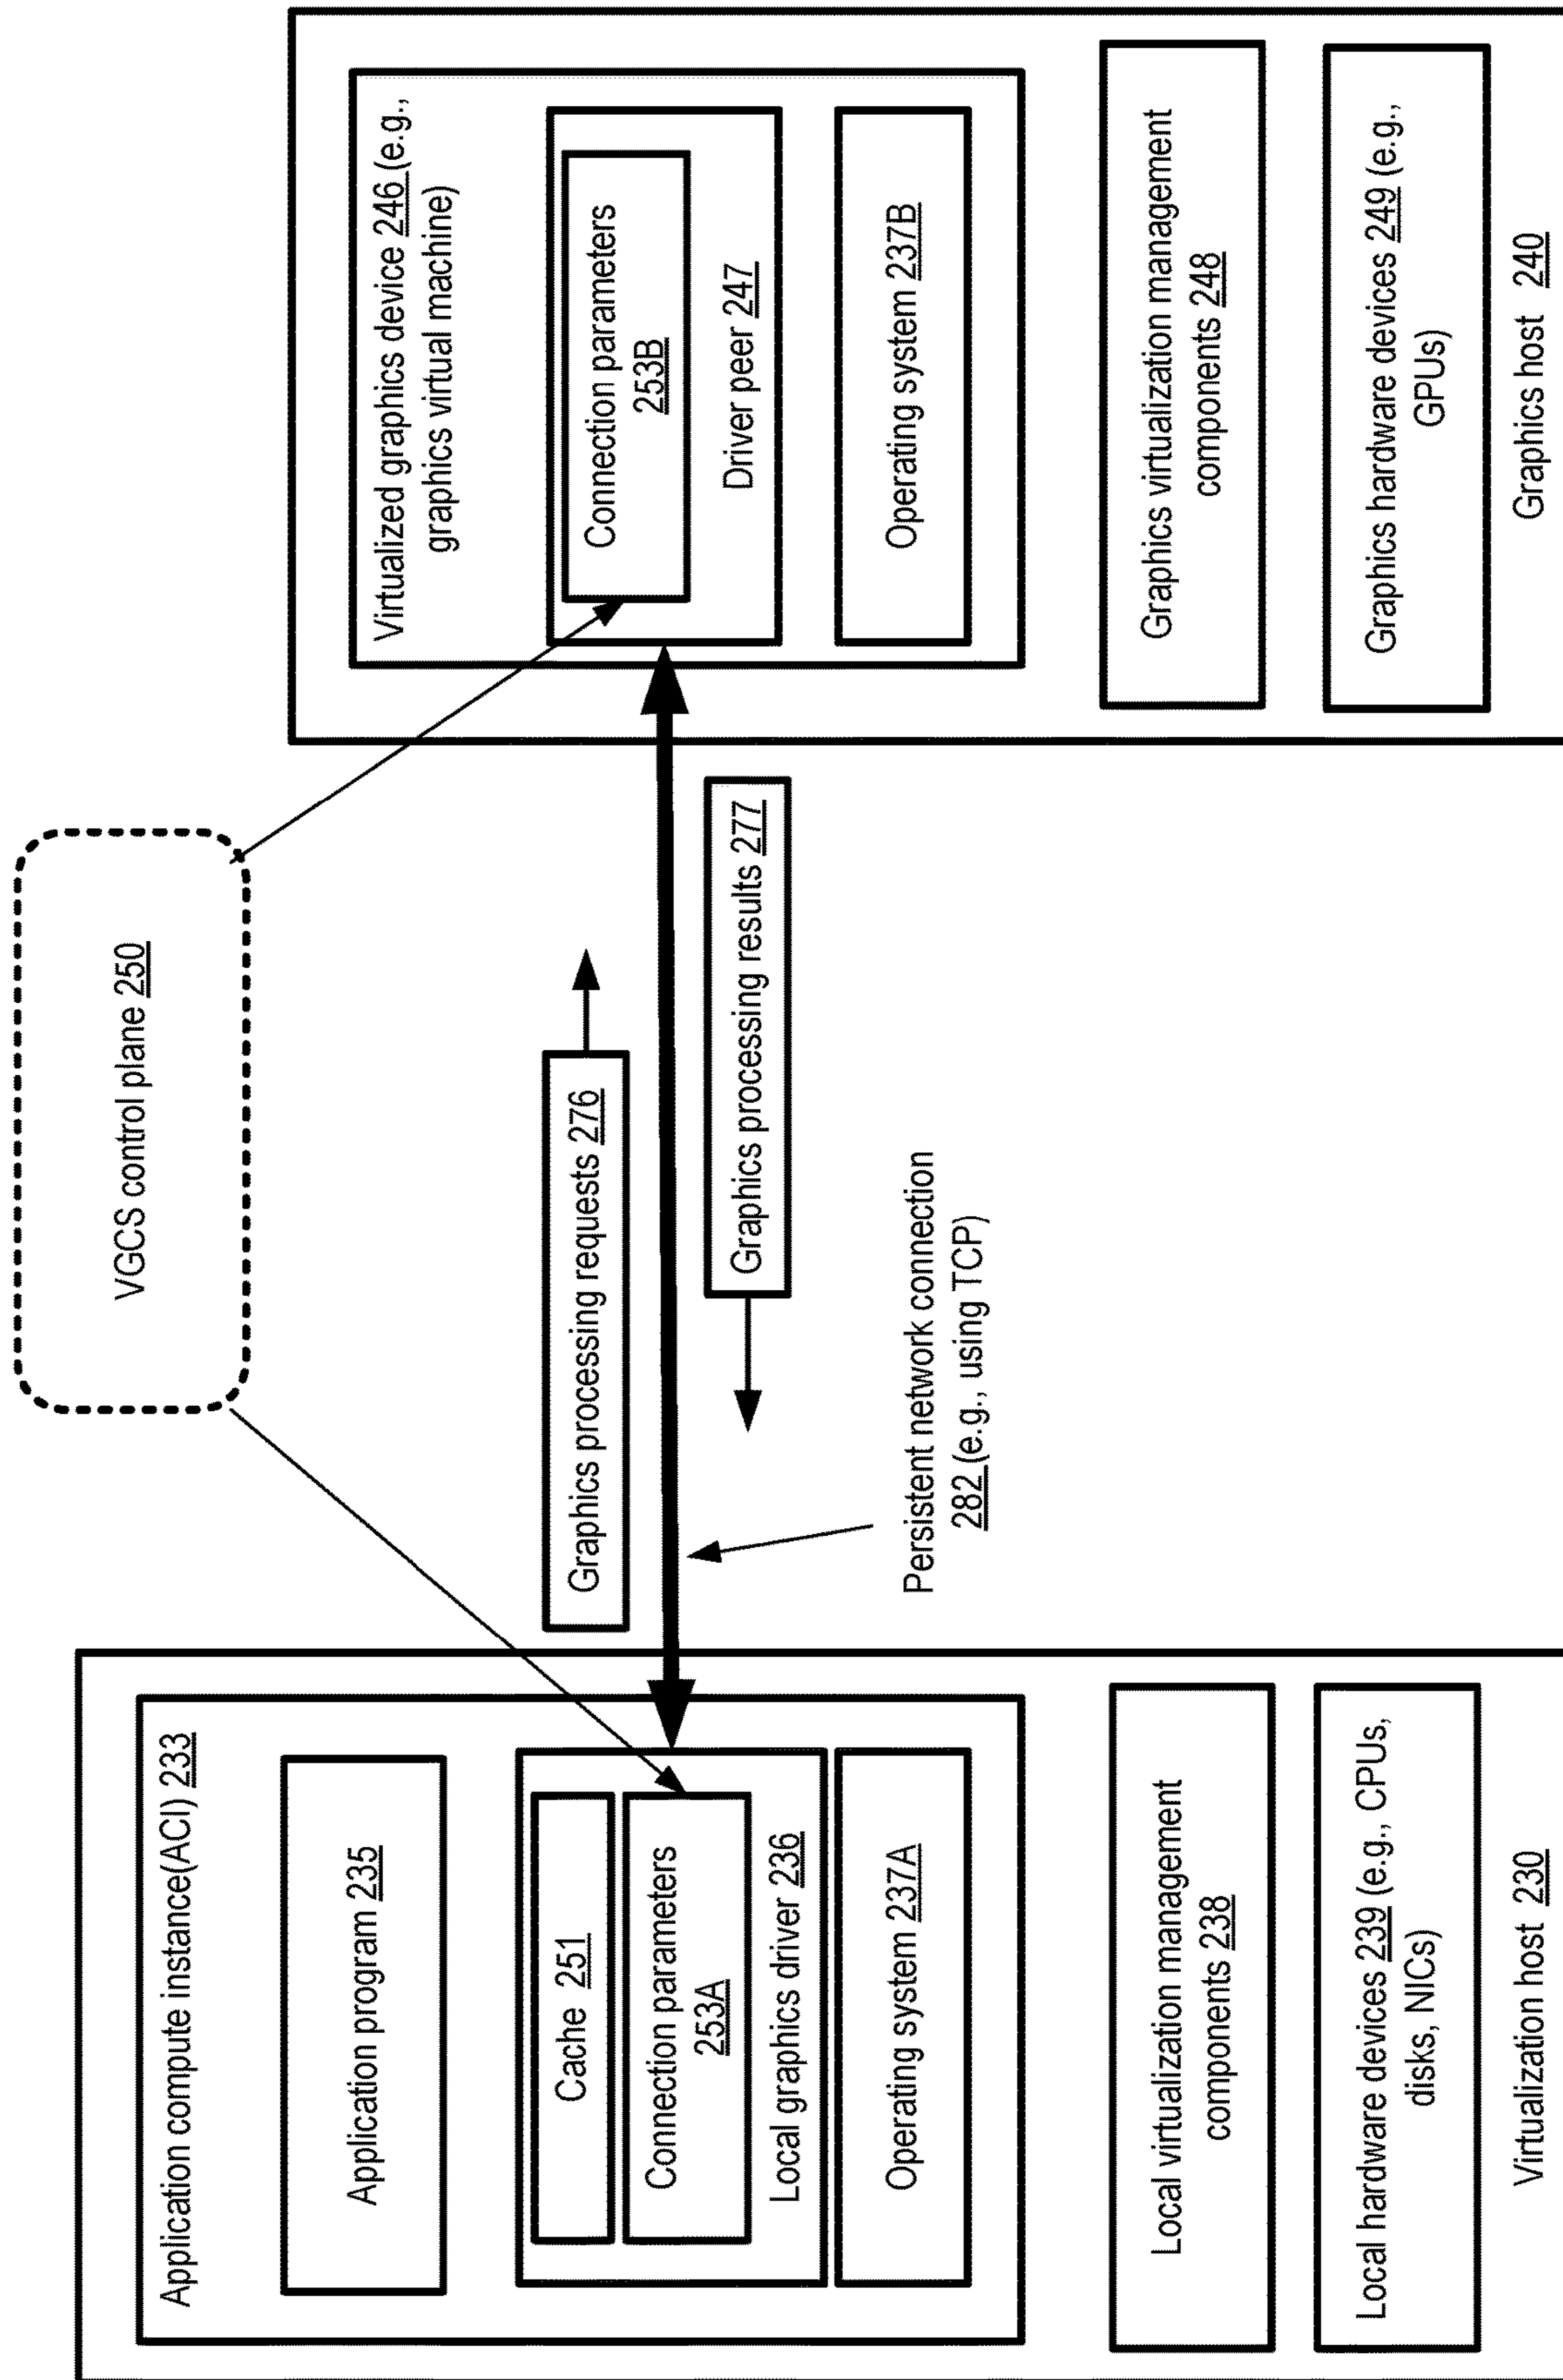 VGCS control plane 250
Application compute instance(ACI) 233
Application program 235
Cache 251
Connection parameters
253A
Local graphics driver 236
Operating system 237A
Local virtualization management
components 238
Local hardware devices 239 (e.g., CPUs,
disks, NICs)
Virtualization host 230
Graphics processing requests 276
Graphics processing results 277
Persistent network connection
282 (e.g., using TCP)
Virtualized graphics device 246 (e.g.,
graphics virtual machine)
Connection parameters
253B
Driver peer 247
Operating system 237B
Graphics virtualization management
components 248
Graphics hardware devices 249 (e.g.,
GPUs)
Graphics host 240